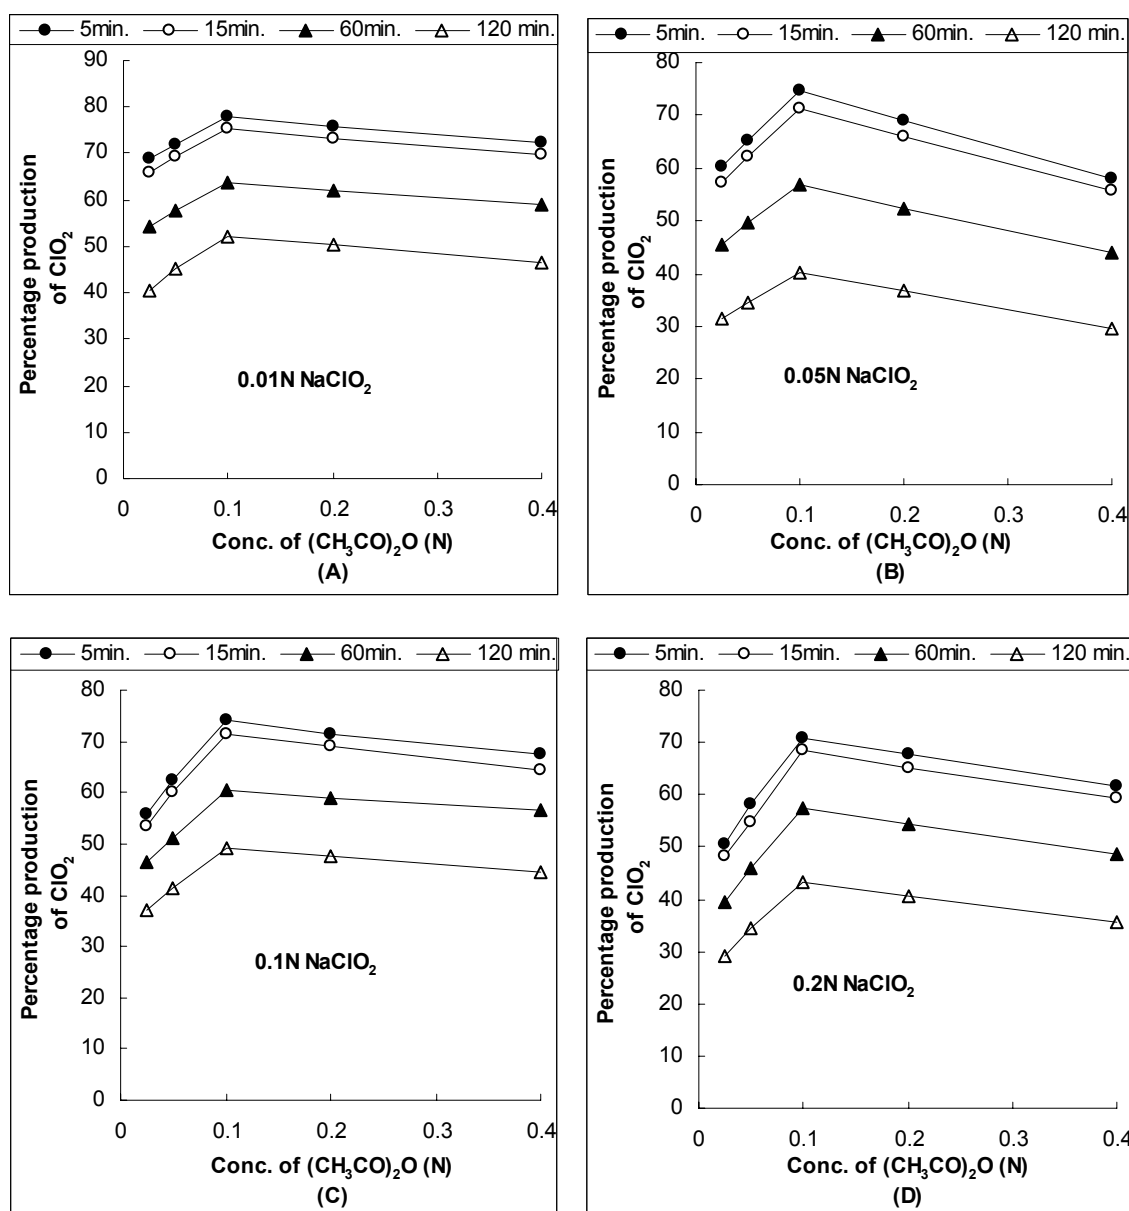 5min. 15min. 60min. 120 min.
90
80
70
60
50
40
30
20
10
0
Percentage production
of ClO₂
0.01N NaClO₂
0 0.1 0.2 0.3 0.4
Conc. of (CH₃CO)₂O (N)
(A)
5min. 15min. 60min. 120 min.
80
70
60
50
40
30
20
10
0
Percentage production
of ClO₂
0.05N NaClO₂
0 0.1 0.2 0.3 0.4
Conc. of (CH₃CO)₂O (N)
(B)
5min. 15min. 60min. 120 min.
80
70
60
50
40
30
20
10
0
Percentage production
of ClO₂
0.1N NaClO₂
0 0.1 0.2 0.3 0.4
Conc. of (CH₃CO)₂O (N)
(C)
5min. 15min. 60min. 120 min.
80
70
60
50
40
30
20
10
0
Percentage production
of ClO₂
0.2N NaClO₂
0 0.1 0.2 0.3 0.4
Conc. of (CH₃CO)₂O (N)
(D)